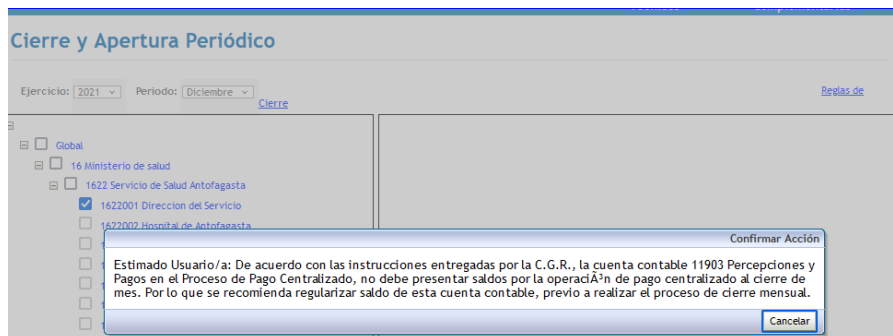 Cierre y Apertura Periódico
Ejercicio: 2021 Periodo: Diciembre Cierre Reglas de
Global
16 Ministerio de salud
1622 Servicio de Salud Antofagasta
1622001 Direccion del Servicio
1622002 Hospital de Antofagasta
Confirmar Acción
Estimado Usuario/a: De acuerdo con las instrucciones entregadas por la C.G.R., la cuenta contable 11903 Percepciones y
Pagos en el Proceso de Pago Centralizado, no debe presentar saldos por la operaciÃ³n de pago centralizado al cierre de
mes. Por lo que se recomienda regularizar saldo de esta cuenta contable, previo a realizar el proceso de cierre mensual.
Cancelar